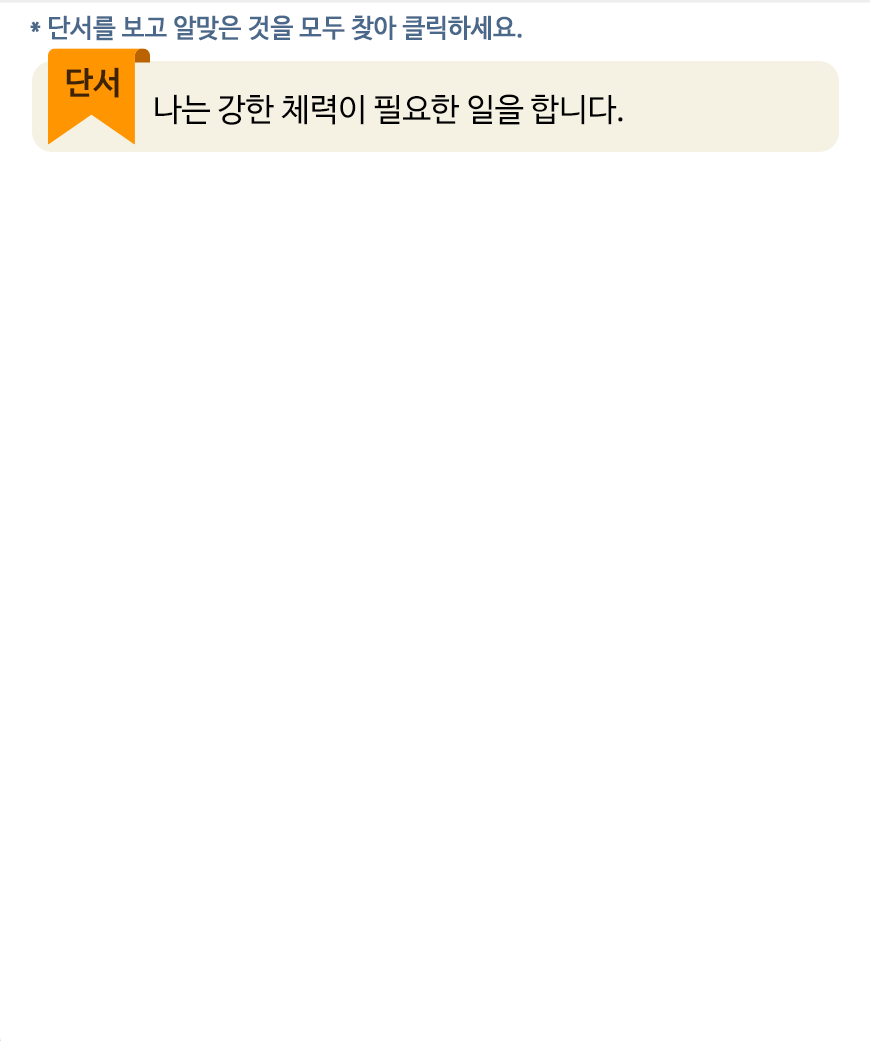 * 단서를 보고 알맞은 것을 모두 찾아 클릭하세요.
단서
나는 강한 체력이 필요한 일을 합니다.